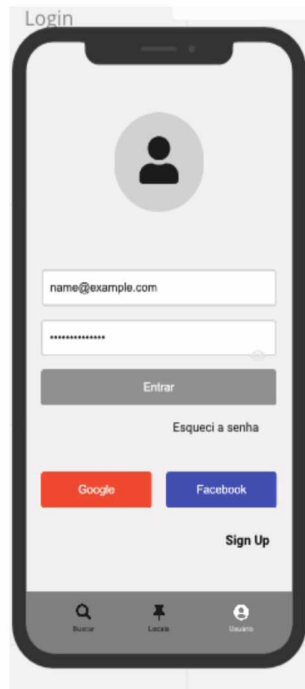 Login
name@example.com
••••••••••••••
Entrar
Esqueci a senha
Google Facebook
Sign Up
Buscar Locais Usuário